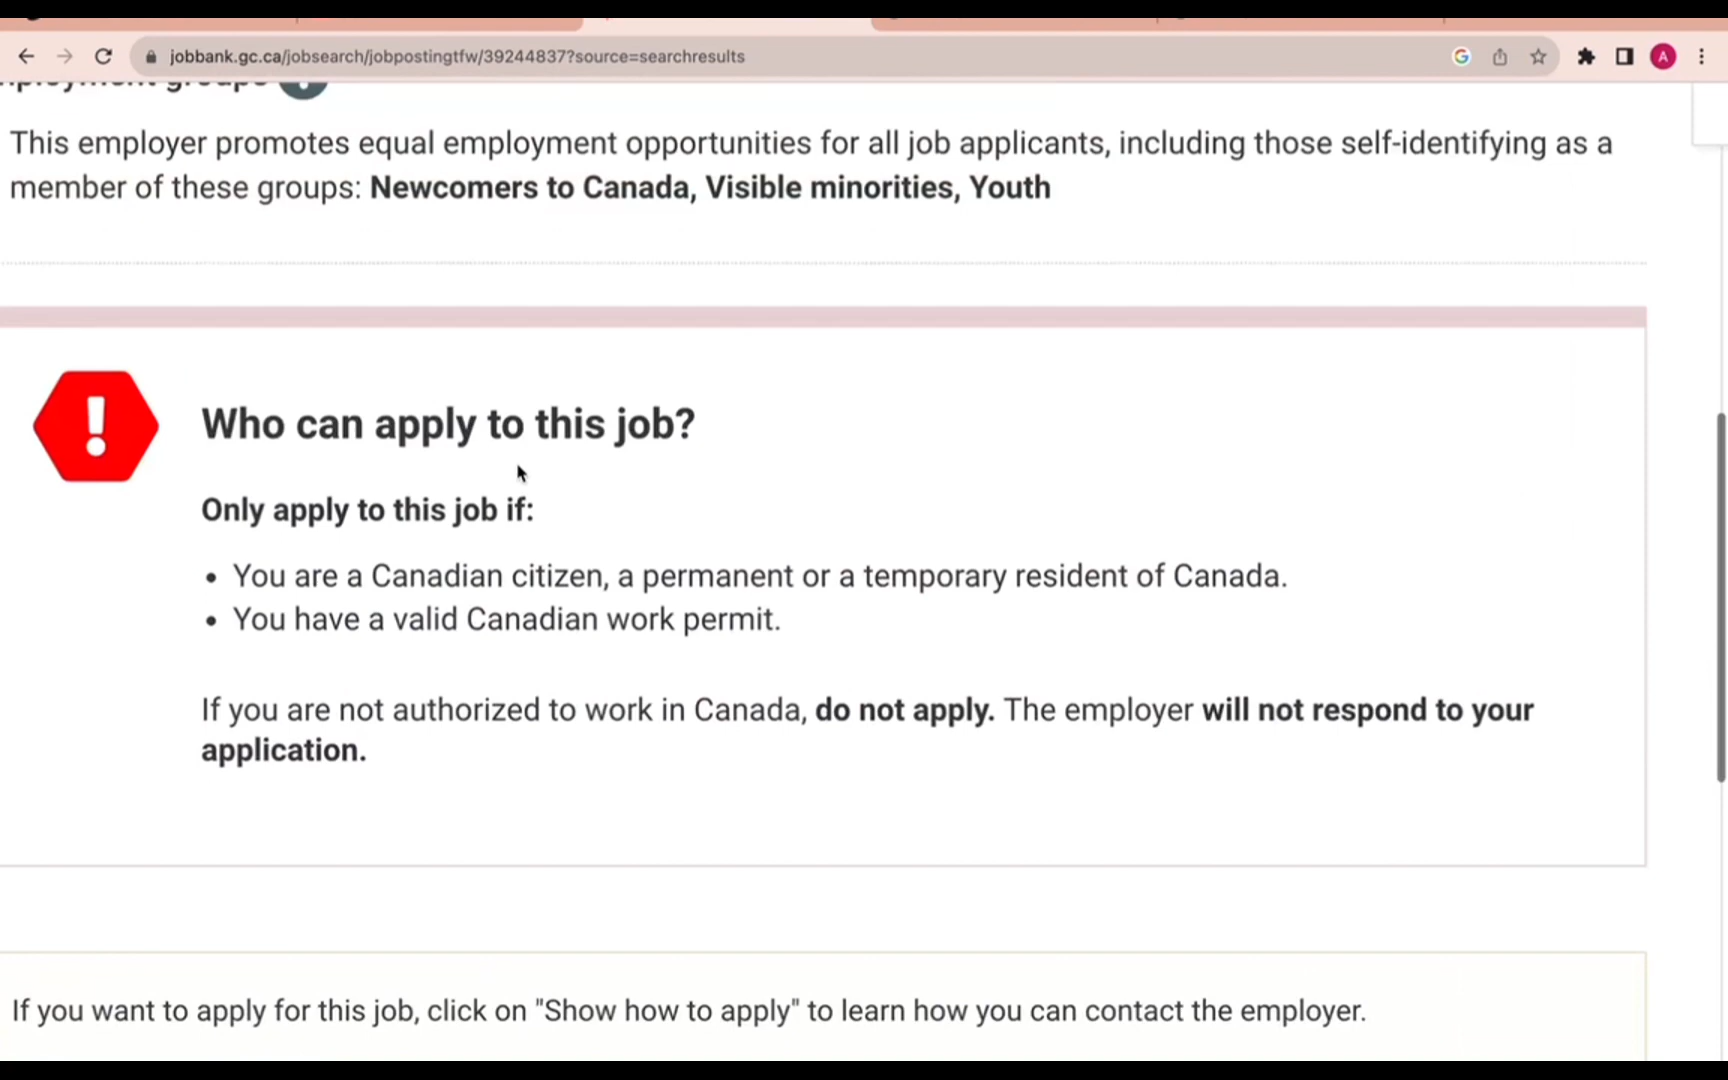 jobbank.gc.ca/jobsearch/jobpostingtfw/39244837?source=searchresults
A
This employer promotes equal employment opportunities for all job applicants, including those self-identifying as a
member of these groups: Newcomers to Canada, Visible minorities, Youth
Who can apply to this job?
Only apply to this job if:
• You are a Canadian citizen, a permanent or a temporary resident of Canada.
• You have a valid Canadian work permit.
If you are not authorized to work in Canada, do not apply. The employer will not respond to your
application.
If you want to apply for this job, click on "Show how to apply" to learn how you can contact the employer.